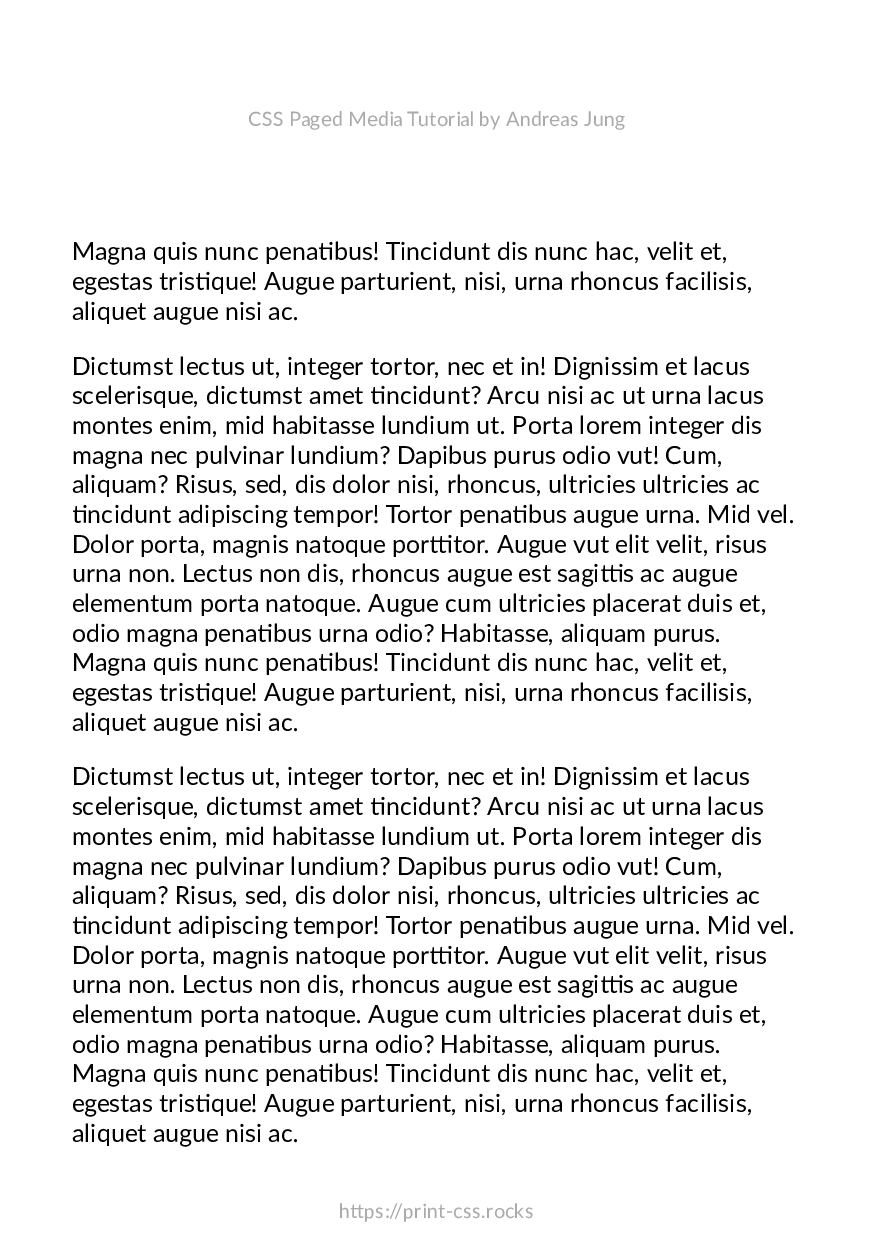 CSS Paged Media Tutorial by Andreas Jung
Magna quis nunc penatibus! Tincidunt dis nunc hac, velit et,
egestas tristique! Augue parturient, nisi, urna rhoncus facilisis,
aliquet augue nisi ac.
Dictumst lectus ut, integer tortor, nec et in! Dignissim et lacus
scelerisque, dictumst amet tincidunt? Arcu nisi ac ut urna lacus
montes enim, mid habitasse lundium ut. Porta lorem integer dis
magna nec pulvinar lundium? Dapibus purus odio vut! Cum,
aliquam? Risus, sed, dis dolor nisi, rhoncus, ultricies ultricies ac
tincidunt adipiscing tempor! Tortor penatibus augue urna. Mid vel.
Dolor porta, magnis natoque porttitor. Augue vut elit velit, risus
urna non. Lectus non dis, rhoncus augue est sagittis ac augue
elementum porta natoque. Augue cum ultricies placerat duis et,
odio magna penatibus urna odio? Habitasse, aliquam purus.
Magna quis nunc penatibus! Tincidunt dis nunc hac, velit et,
egestas tristique! Augue parturient, nisi, urna rhoncus facilisis,
aliquet augue nisi ac.
Dictumst lectus ut, integer tortor, nec et in! Dignissim et lacus
scelerisque, dictumst amet tincidunt? Arcu nisi ac ut urna lacus
montes enim, mid habitasse lundium ut. Porta lorem integer dis
magna nec pulvinar lundium? Dapibus purus odio vut! Cum,
aliquam? Risus, sed, dis dolor nisi, rhoncus, ultricies ultricies ac
tincidunt adipiscing tempor! Tortor penatibus augue urna. Mid vel.
Dolor porta, magnis natoque porttitor. Augue vut elit velit, risus
urna non. Lectus non dis, rhoncus augue est sagittis ac augue
elementum porta natoque. Augue cum ultricies placerat duis et,
odio magna penatibus urna odio? Habitasse, aliquam purus.
Magna quis nunc penatibus! Tincidunt dis nunc hac, velit et,
egestas tristique! Augue parturient, nisi, urna rhoncus facilisis,
aliquet augue nisi ac.
https://print-css.rocks